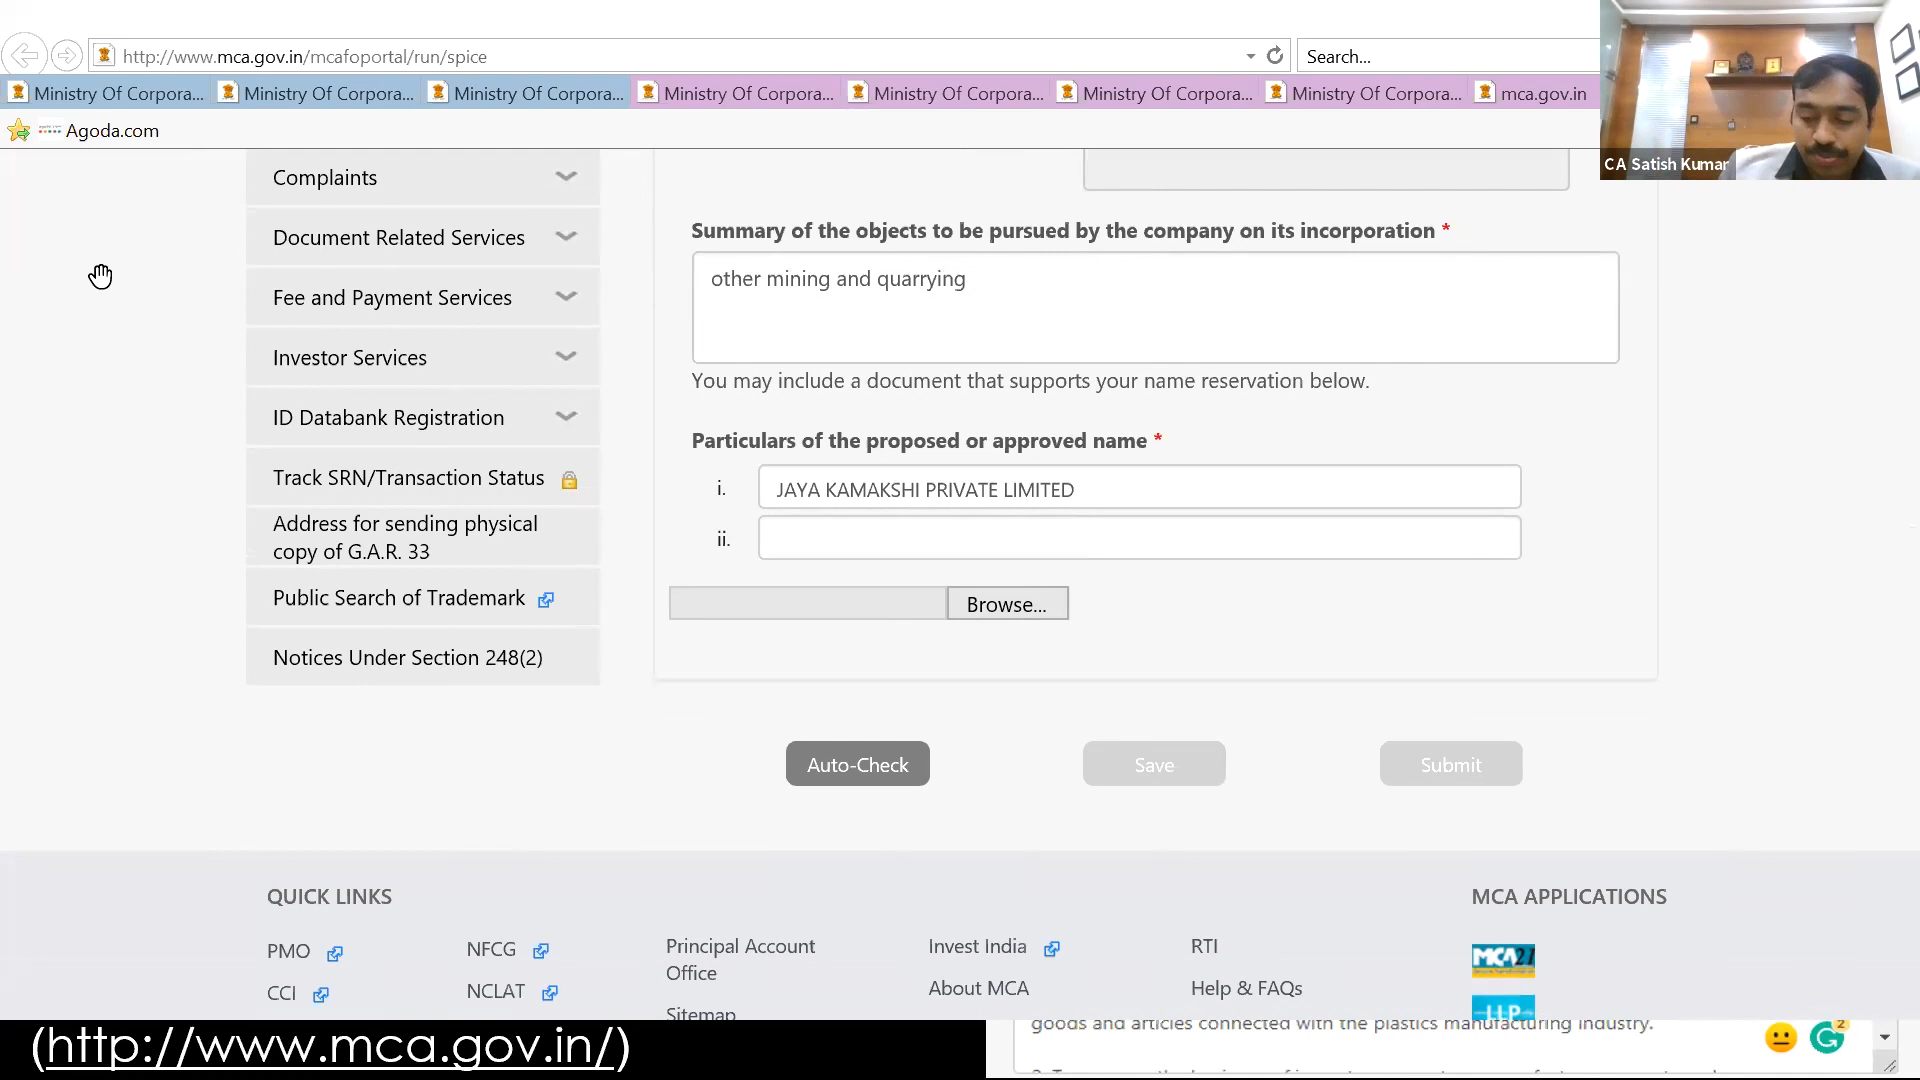 http://www.mca.gov.in/mcafoportal/run/spice
Search...
Ministry Of Corpora...
Ministry Of Corpora...
Ministry Of Corpora...
Ministry Of Corpora...
Ministry Of Corpora...
Ministry Of Corpora...
Ministry Of Corpora...
mca.gov.in
Agoda.com
CA Satish Kumar
Complaints
Document Related Services
Fee and Payment Services
Investor Services
ID Databank Registration
Track SRN/Transaction Status
Address for sending physical
copy of G.A.R. 33
Public Search of Trademark
Notices Under Section 248(2)
Summary of the objects to be pursued by the company on its incorporation *
other mining and quarrying
You may include a document that supports your name reservation below.
Particulars of the proposed or approved name *
i. JAYA KAMAKSHI PRIVATE LIMITED
ii.
Browse...
Auto-Check
Save
Submit
QUICK LINKS
MCA APPLICATIONS
PMO
CCI
NFCG
NCLAT
Principal Account
Office
Sitemap
Invest India
About MCA
RTI
Help & FAQs
MCA21
LLP
(http://www.mca.gov.in/)
goods and articles connected with the plastics manufacturing industry.
2